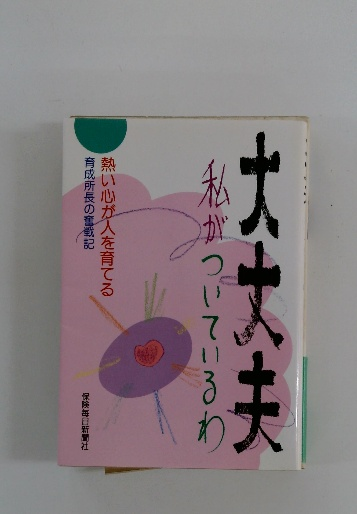 大丈夫
私がついているわ
熱い心が人を育てる
育成所長の奮戦記
保険毎日新聞社